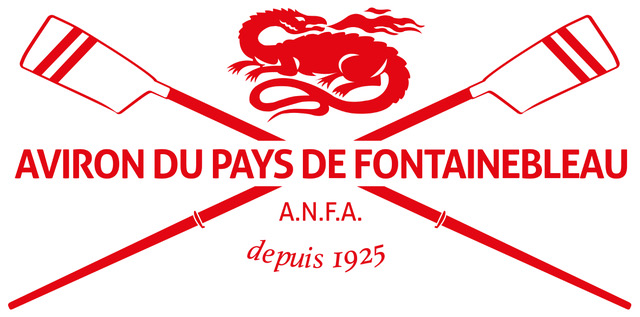 AVIRON DU PAYS DE FONTAINEBLEAU
A.N.F.A.
depuis 1925